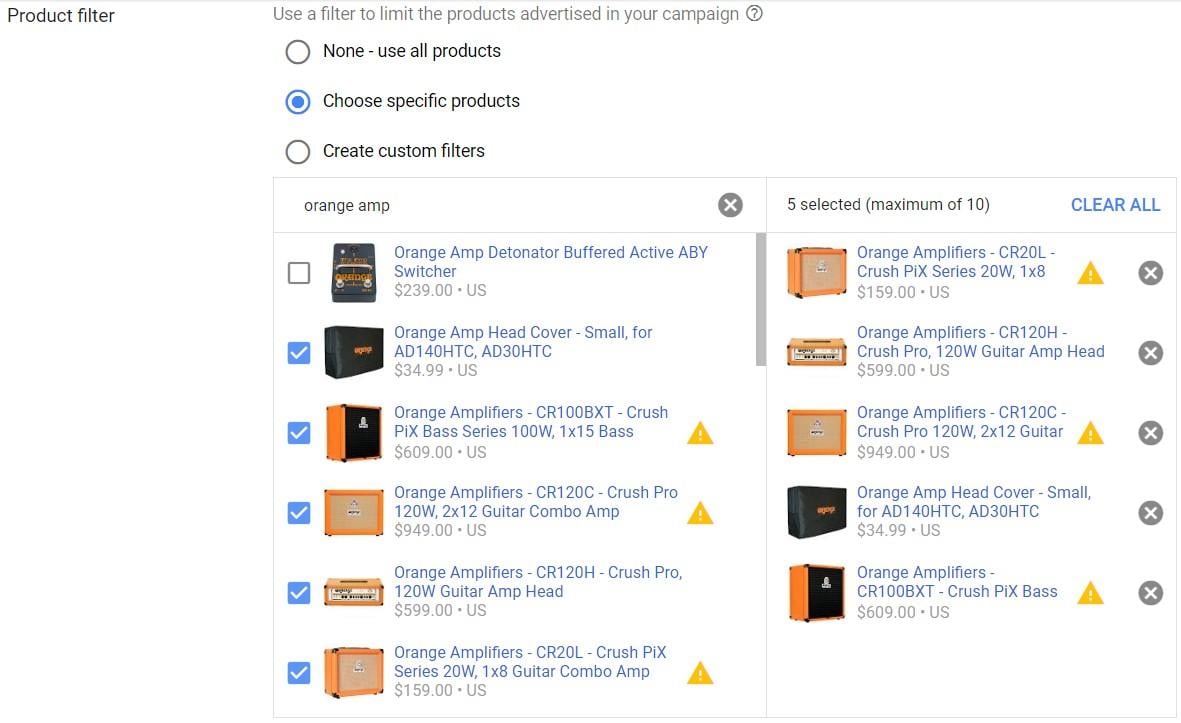 Product filter
Use a filter to limit the products advertised in your campaign ?
None - use all products
Choose specific products
Create custom filters
orange amp
Orange Amp Detonator Buffered Active ABY
Switcher
$239.00 • US
Orange Amp Head Cover - Small, for
AD140HTC, AD30HTC
$34.99 • US
Orange Amplifiers - CR100BXT - Crush
PiX Bass Series 100W, 1x15 Bass
$609.00 • US
Orange Amplifiers - CR120C - Crush Pro
120W, 2x12 Guitar Combo Amp
$949.00 • US
Orange Amplifiers - CR120H - Crush Pro,
120W Guitar Amp Head
$599.00 • US
Orange Amplifiers - CR20L - Crush PiX
Series 20W, 1x8 Guitar Combo Amp
$159.00 • US
5 selected (maximum of 10)
CLEAR ALL
Orange Amplifiers - CR20L -
Crush PiX Series 20W, 1x8
$159.00 • US
Orange Amplifiers - CR120H -
Crush Pro, 120W Guitar Amp Head
$599.00 • US
Orange Amplifiers - CR120C -
Crush Pro 120W, 2x12 Guitar
$949.00 • US
Orange Amp Head Cover - Small,
for AD140HTC, AD30HTC
$34.99 • US
Orange Amplifiers -
CR100BXT - Crush PiX Bass
$609.00 • US